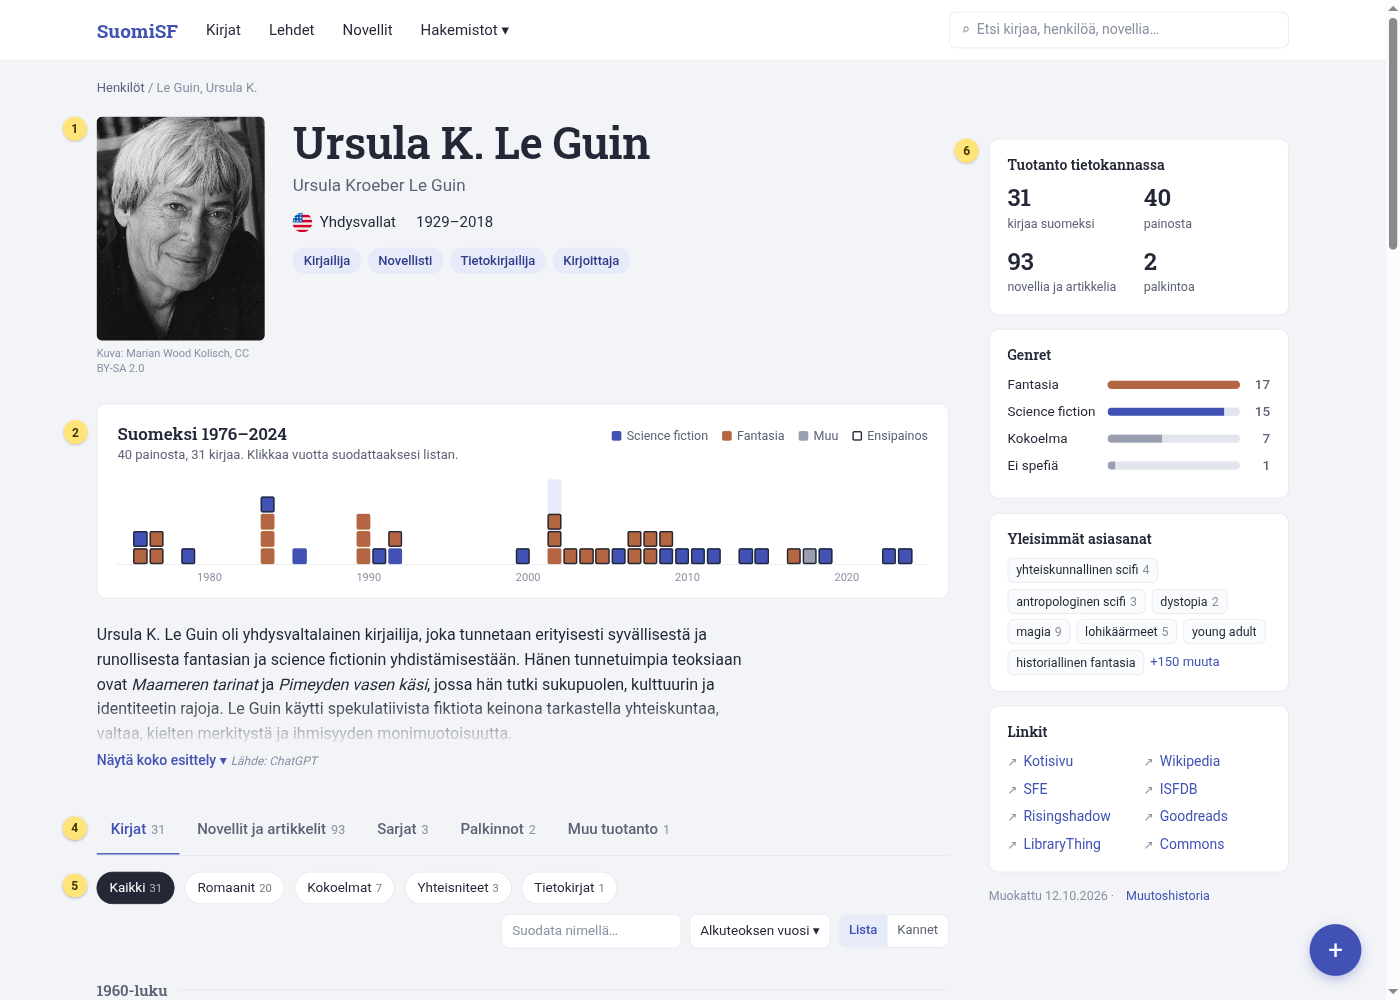 SuomiSF
Kirjat
Lehdet
Novellit
Hakemistot ▾
Etsi kirjaa, henkilöä, novellia…
Henkilöt / Le Guin, Ursula K.
1
Kuva: Marian Wood Kolisch, CC
BY-SA 2.0
Ursula K. Le Guin
Ursula Kroeber Le Guin
Yhdysvallat 1929–2018
Kirjailija
Novellisti
Tietokirjailija
Kirjoittaja
2
Suomeksi 1976–2024
40 painosta, 31 kirjaa. Klikkaa vuotta suodattaaksesi listan.
Science fiction
Fantasia
Muu
Ensipainos
1980
1990
2000
2010
2020
Ursula K. Le Guin oli yhdysvaltalainen kirjailija, joka tunnetaan erityisesti syvällisestä ja
runollisesta fantasian ja science fictionin yhdistämisestään. Hänen tunnetuimpia teoksiaan
ovat Maameren tarinat ja Pimeyden vasen käsi, jossa hän tutki sukupuolen, kulttuurin ja
identiteetin rajoja. Le Guin käytti spekulatiivista fiktiota keinona tarkastella yhteiskuntaa,
valtaa, kielten merkitystä ja ihmisyyden monimuotoisuutta.
Näytä koko esittely ▾ Lähde: ChatGPT
4
Kirjat 31
Novellit ja artikkelit 93
Sarjat 3
Palkinnot 2
Muu tuotanto 1
5
Kaikki 31
Romaanit 20
Kokoelmat 7
Yhteisniteet 3
Tietokirjat 1
Suodata nimellä…
Alkuteoksen vuosi ▾
Lista
Kannet
1960-luku
6
Tuotanto tietokannassa
31
kirjaa suomeksi
40
painosta
93
novellia ja artikkelia
2
palkintoa
Genret
Fantasia 17
Science fiction 15
Kokoelma 7
Ei spefiä 1
Yleisimmät asiasanat
yhteiskunnallinen scifi 4
antropologinen scifi 3
dystopia 2
magia 9
lohikäärmeet 5
young adult
historiallinen fantasia
+150 muuta
Linkit
↗ Kotisivu
↗ Wikipedia
↗ SFE
↗ ISFDB
↗ Risingshadow
↗ Goodreads
↗ LibraryThing
↗ Commons
Muokattu 12.10.2026 · Muutoshistoria
+